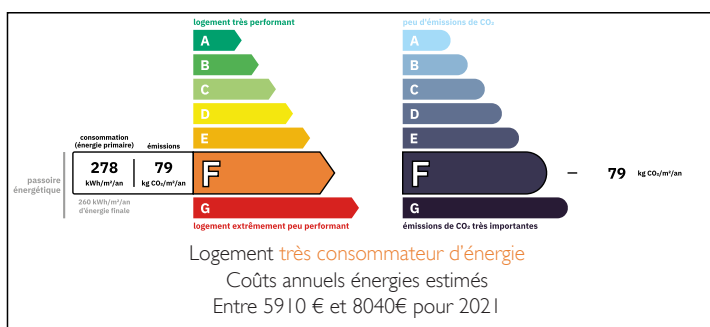 logement très performant
A
B
C
D
E
consommation
(énergie primaire)
émissions
passoire
énergétique
278
kWh/m²/an
79
kg CO₂/m²/an
F
260 kWh/m²/an
d'énergie finale
G
logement extrêmement peu performant
peu d'émissions de CO₂
A
B
C
D
E
F
79 kg CO₂/m²/an
G
émissions de CO₂ très importantes
Logement très consommateur d'énergie
Coûts annuels énergies estimés
Entre 5910 € et 8040€ pour 2021